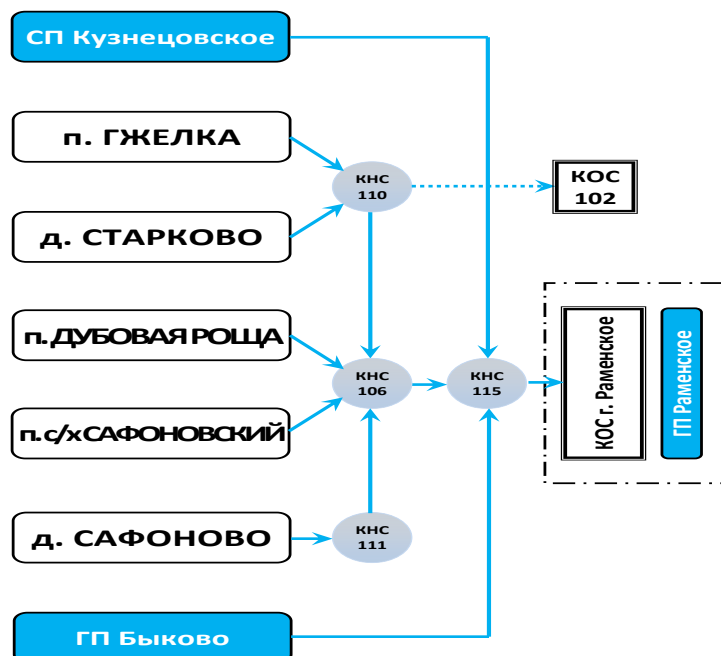 СП Кузнецовское
п. ГЖЕЛКА
КНС
110
КОС
102
д. СТАРКОВО
п. ДУБОВАЯ РОЩА
КНС
106
КНС
115
КОС г. Раменское
ГП Раменское
п. с/х САФОНОВСКИЙ
д. САФОНОВО
КНС
111
ГП Быково